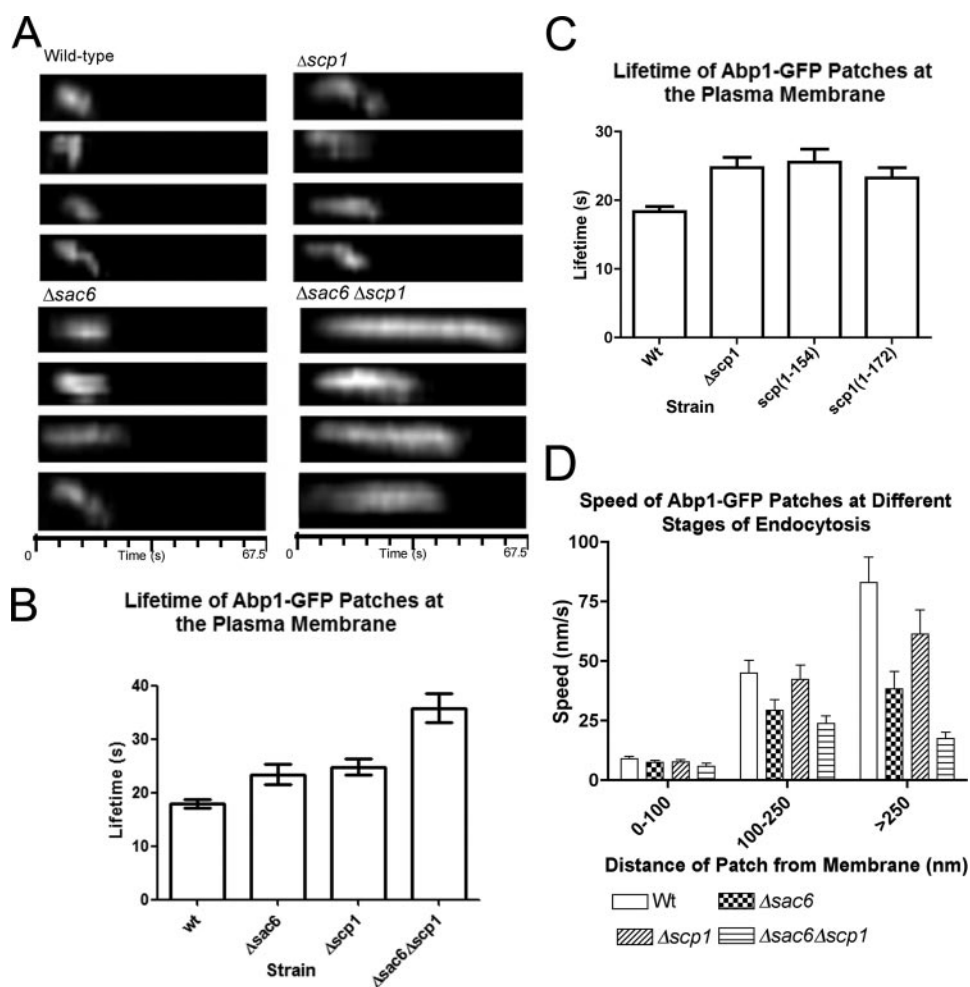 A
Wild-type
Δscp1
Δsac6
Δsac6 Δscp1
0
Time (s)
67.5
0
Time (s)
67.5
B
Lifetime of Abp1-GFP Patches at
the Plasma Membrane
Lifetime (s)
40
30
20
10
0
wt
Δsac6
Δscp1
Δsac6Δscp1
Strain
C
Lifetime of Abp1-GFP Patches at
the Plasma Membrane
Lifetime (s)
30
20
10
0
Wt
Δscp1
scp(1-154)
scp1(1-172)
Strain
D
Speed of Abp1-GFP Patches at Different
Stages of Endocytosis
Speed (nm/s)
100
75
50
25
0
0-100
100-250
>250
Distance of Patch from Membrane (nm)
Wt
Δsac6
Δscp1
Δsac6Δscp1